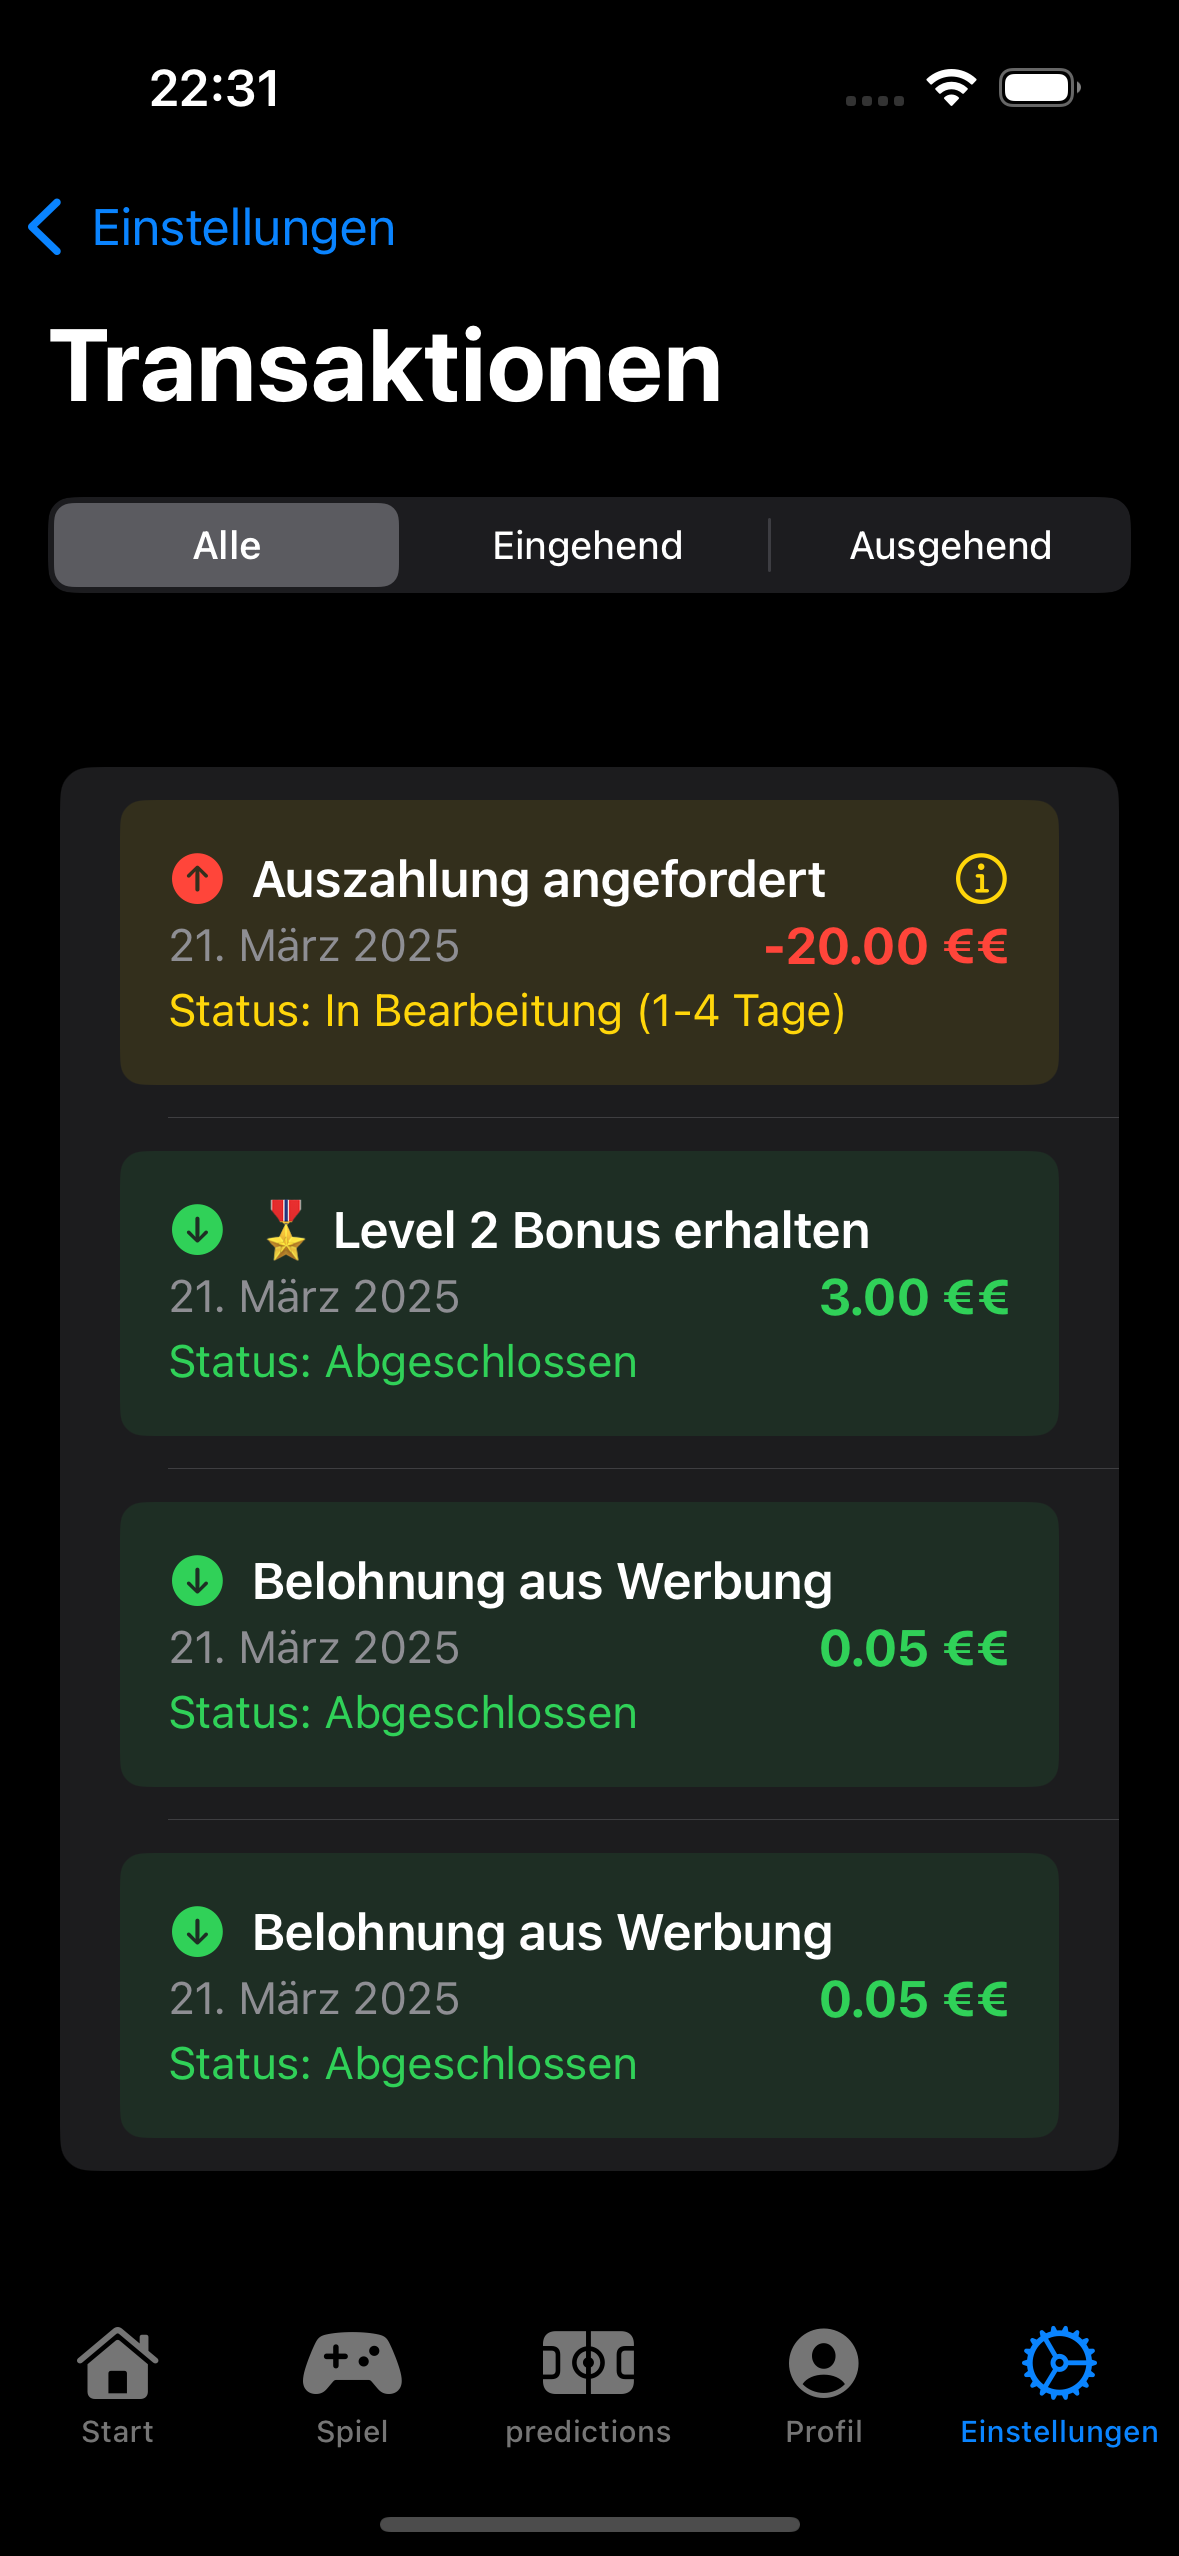 22:31
Einstellungen
Transaktionen
Alle
Eingehend
Ausgehend
Auszahlung angefordert
21. März 2025
-20.00 €€
Status: In Bearbeitung (1-4 Tage)
Level 2 Bonus erhalten
21. März 2025
3.00 €€
Status: Abgeschlossen
Belohnung aus Werbung
21. März 2025
0.05 €€
Status: Abgeschlossen
Belohnung aus Werbung
21. März 2025
0.05 €€
Status: Abgeschlossen
Start
Spiel
predictions
Profil
Einstellungen